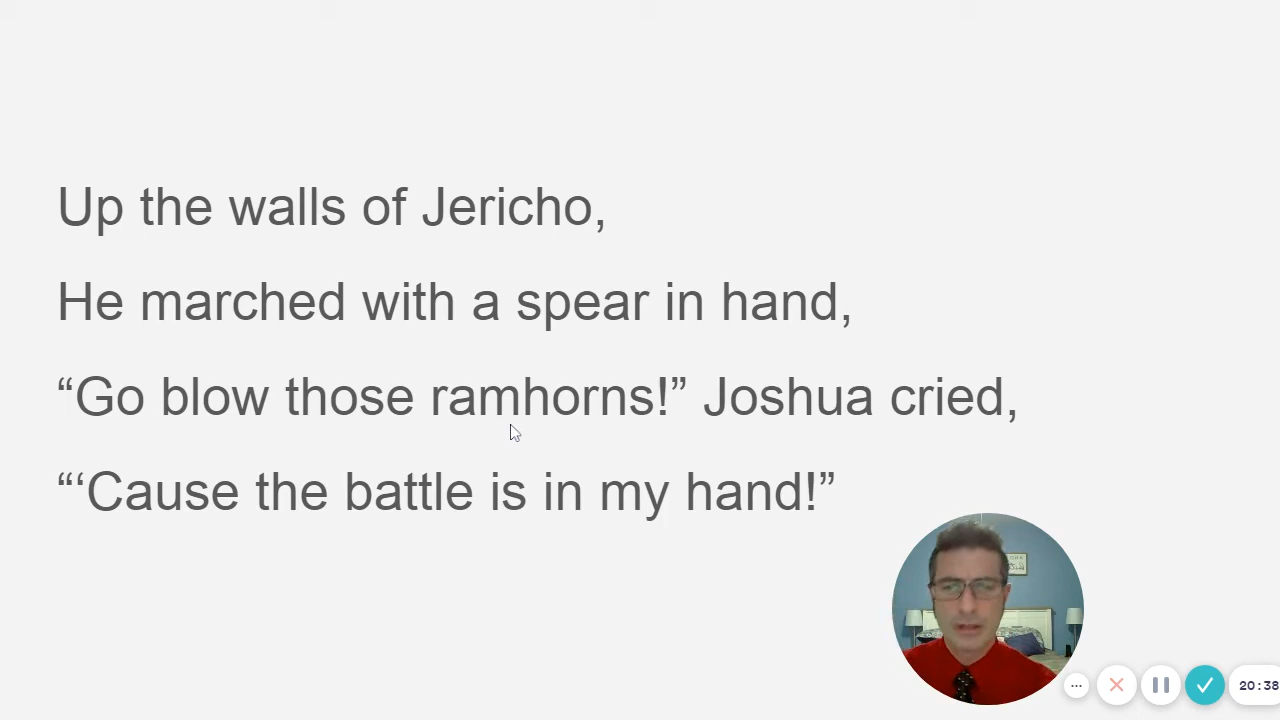 Up the walls of Jericho,
He marched with a spear in hand,
“Go blow those ramhorns!” Joshua cried,
“‘Cause the battle is in my hand!”
20:38